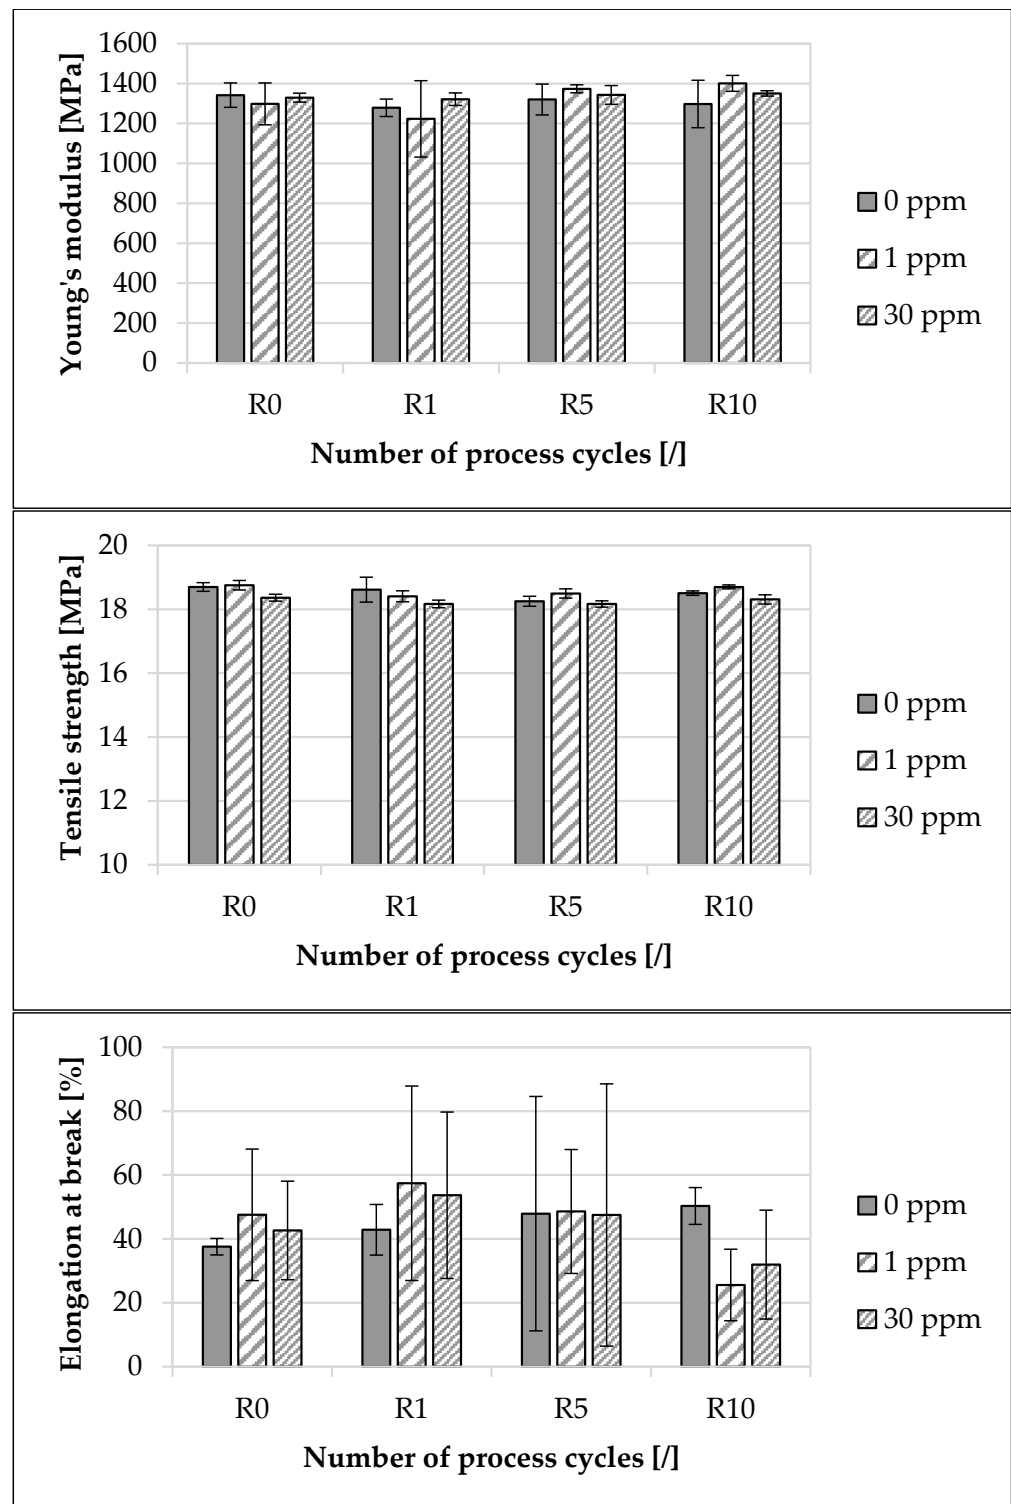 Young's modulus [MPa]
1600
1400
1200
1000
800
600
400
200
0
R0 R1 R5 R10
Number of process cycles [/]
0 ppm
1 ppm
30 ppm
Tensile strength [MPa]
20
18
16
14
12
10
R0 R1 R5 R10
Number of process cycles [/]
0 ppm
1 ppm
30 ppm
Elongation at break [%]
100
80
60
40
20
0
R0 R1 R5 R10
Number of process cycles [/]
0 ppm
1 ppm
30 ppm